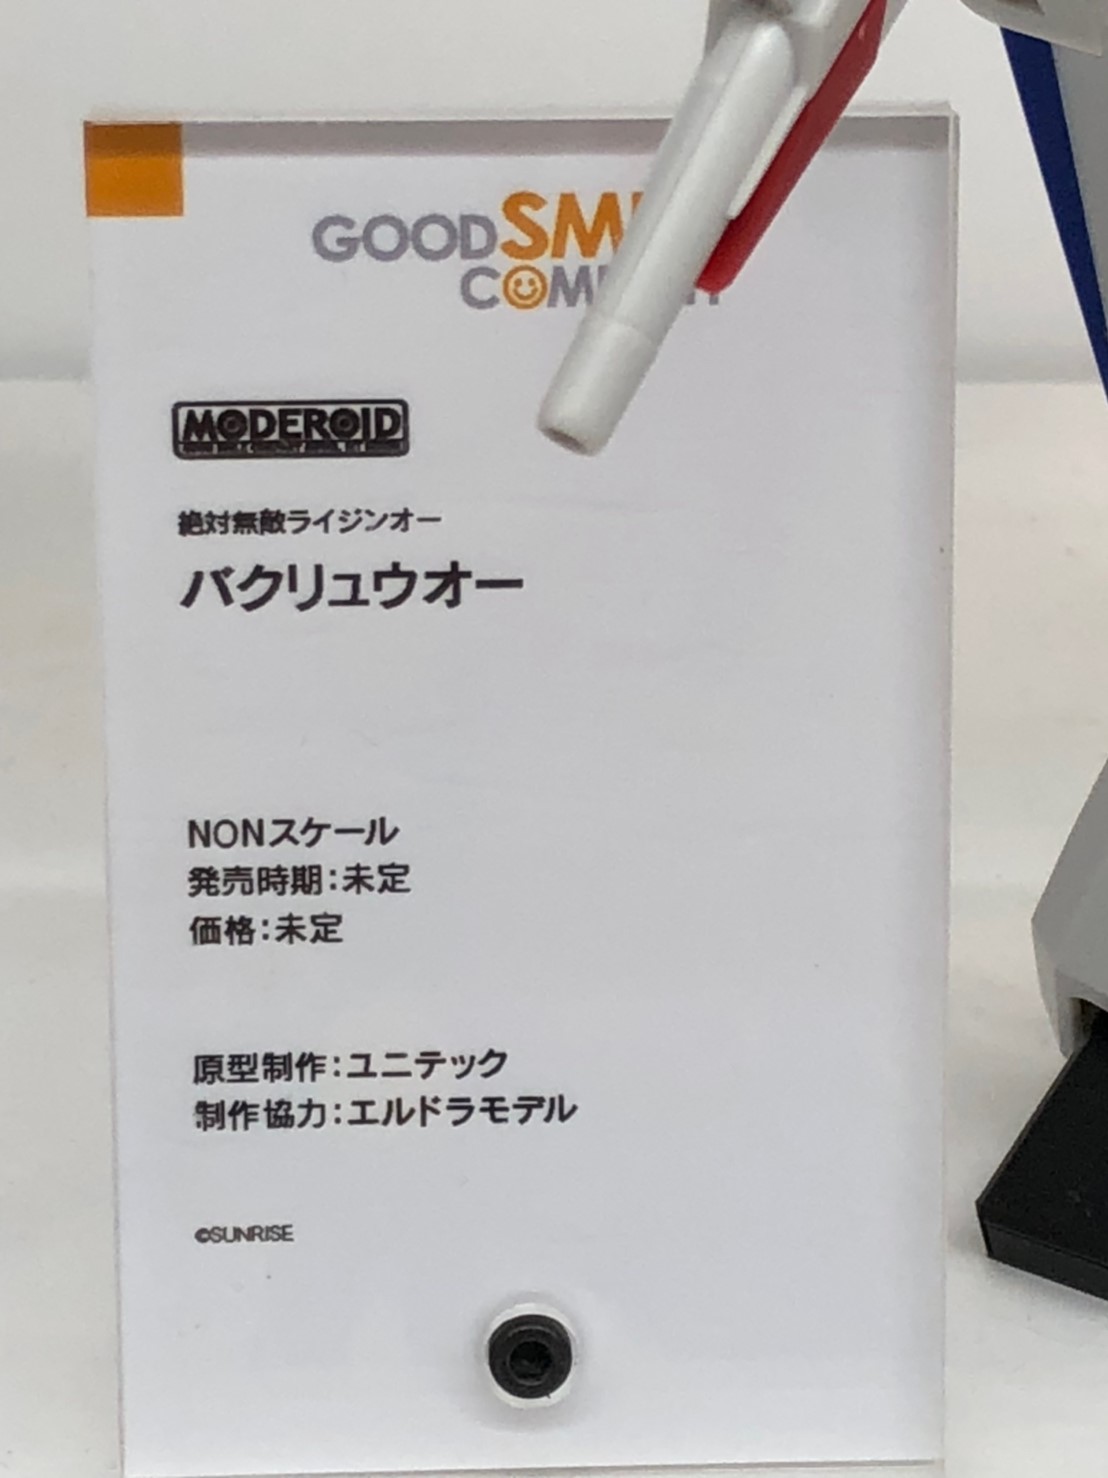 GOOD SM
COM
MODEROID
絶対無敵ライジンオー
バクリュウオー
NONスケール
発売時期:未定
価格:未定
原型制作:ユニテック
制作協力:エルドラモデル
©SUNRISE